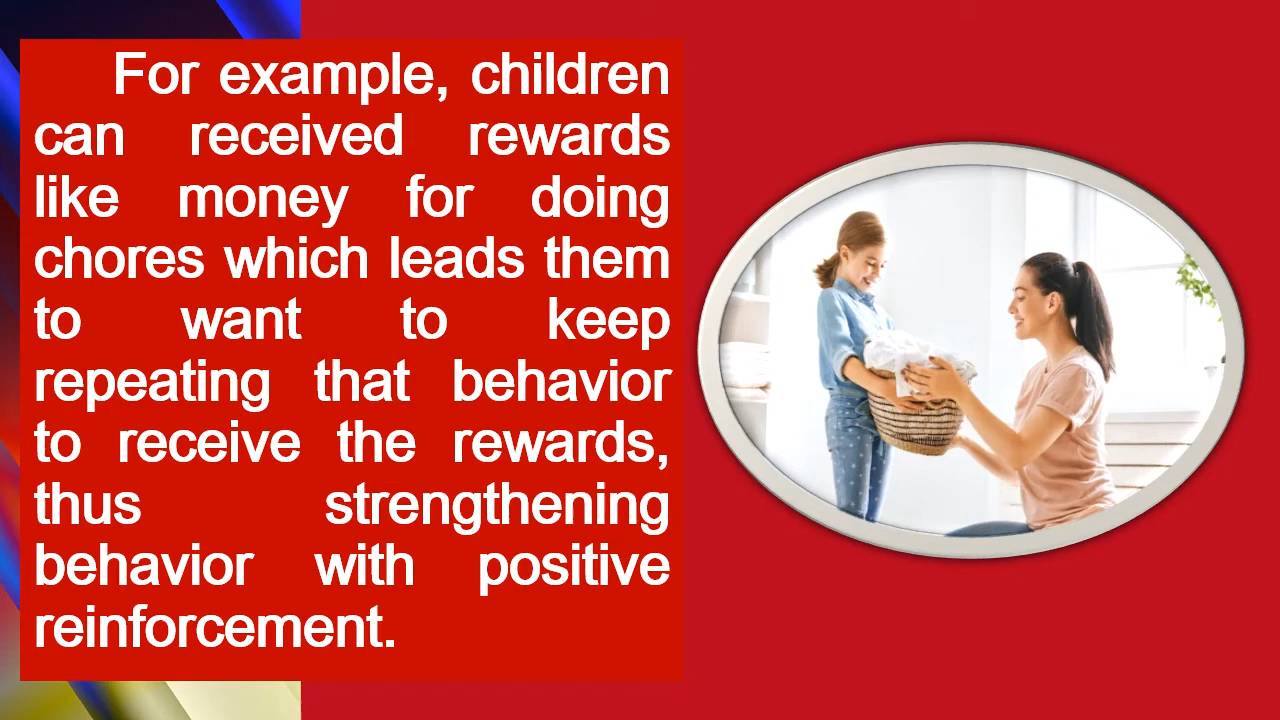 For example, children
can received rewards
like money for doing
chores which leads them
to want to keep
repeating that behavior
to receive the rewards,
thus strengthening
behavior with positive
reinforcement.